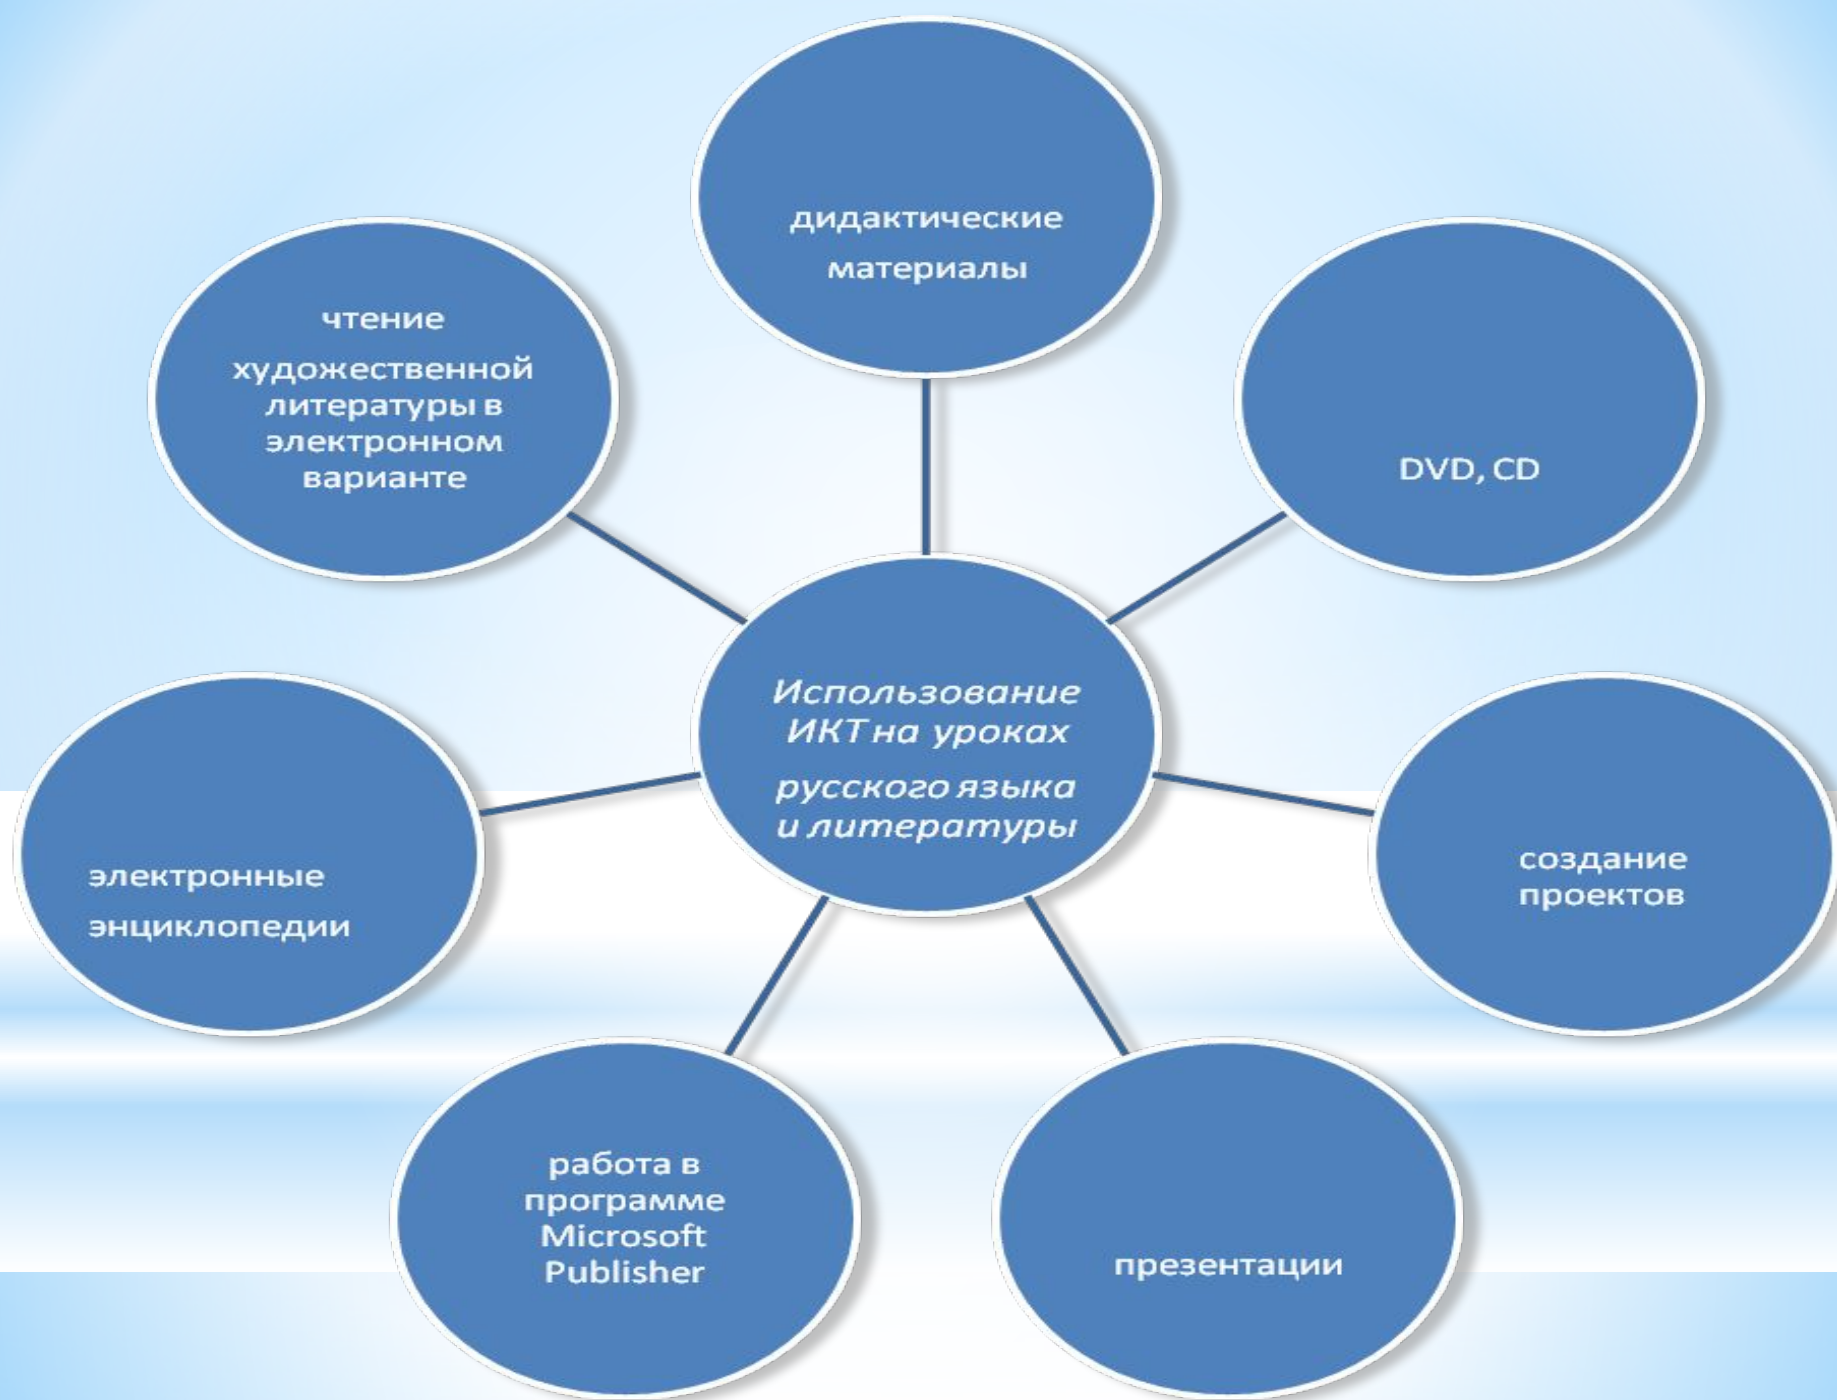 дидактические
материалы
чтение
художественной
литературы в
электронном
варианте
DVD, CD
Использование
ИКТ на уроках
русского языка
и литературы
электронные
энциклопедии
создание
проектов
работа в
программе
Microsoft
Publisher
презентации